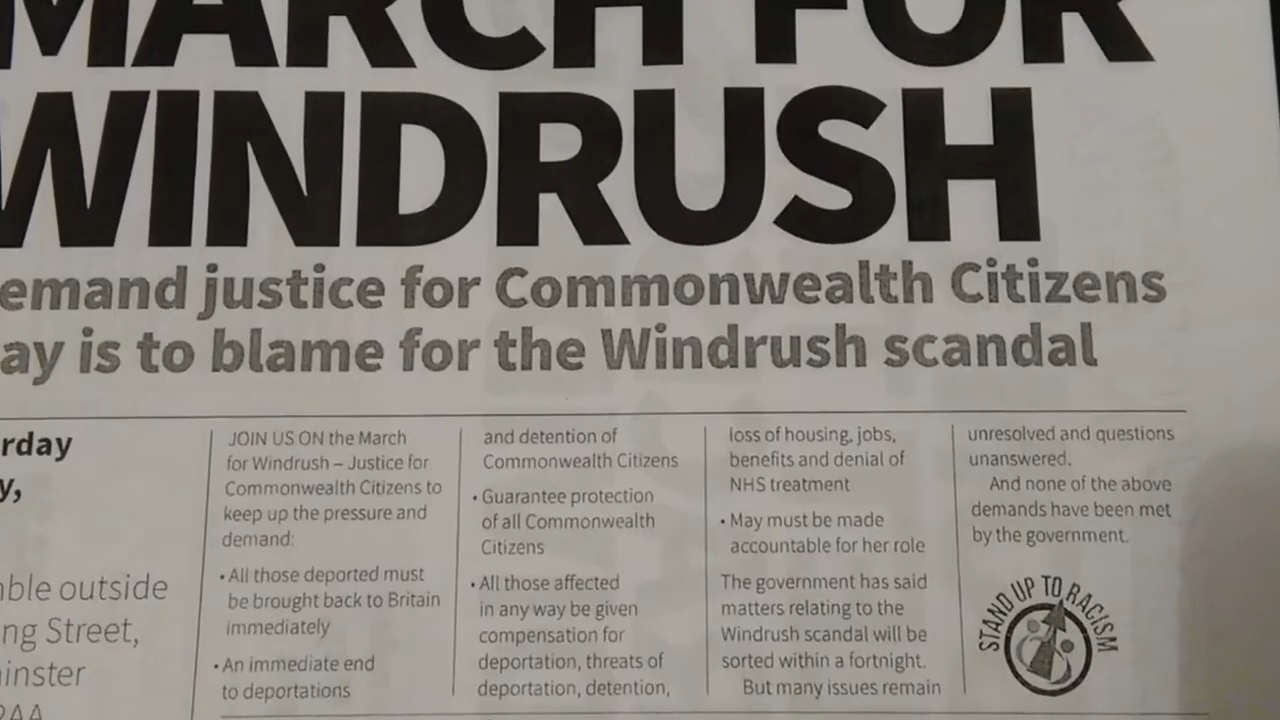 MARCH FOR
WINDRUSH
emand justice for Commonwealth Citizens
ay is to blame for the Windrush scandal
rday
y,
mble outside
ng Street,
minster
2AA
JOIN US ON the March
for Windrush – Justice for
Commonwealth Citizens to
keep up the pressure and
demand:
• All those deported must
be brought back to Britain
immediately
• An immediate end
to deportations
and detention of
Commonwealth Citizens
• Guarantee protection
of all Commonwealth
Citizens
• All those affected
in any way be given
compensation for
deportation, threats of
deportation, detention,
loss of housing, jobs,
benefits and denial of
NHS treatment
• May must be made
accountable for her role
The government has said
matters relating to the
Windrush scandal will be
sorted within a fortnight.
But many issues remain
unresolved and questions
unanswered.
And none of the above
demands have been met
by the government.
STAND UP TO RACISM